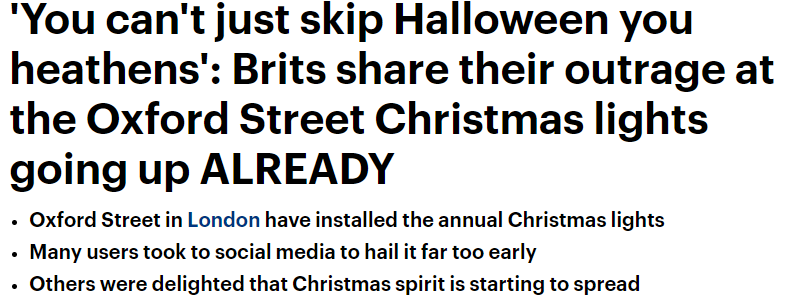 'You can't just skip Halloween you
heathens': Brits share their outrage at
the Oxford Street Christmas lights
going up ALREADY
• Oxford Street in London have installed the annual Christmas lights
• Many users took to social media to hail it far too early
• Others were delighted that Christmas spirit is starting to spread